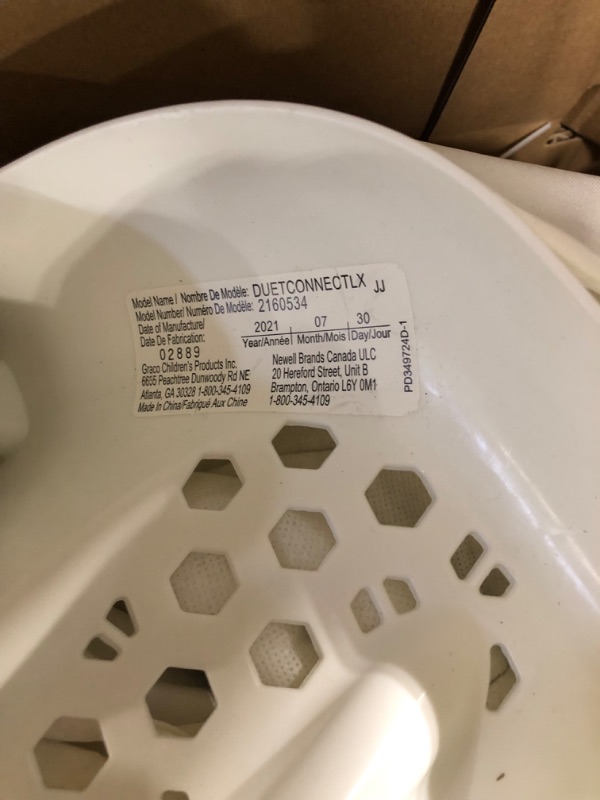 Model Name / Nombre De Modèle: DUETCONNECTLX JJ
Model Number/ Numéro De Modèle: 2160534
Date of Manufacture/
Date De Fabrication:
2021 07 30
Year/Année Month/Mois Day/Jour
02889
Graco Children's Products Inc.
6655 Peachtree Dunwoody Rd NE
Atlanta, GA 30328 1-800-345-4109
Made In China/Fabriqué Aux Chine
Newell Brands Canada ULC
20 Hereford Street, Unit B
Brampton, Ontario L6Y 0M1
1-800-345-4109
PD349724D-1